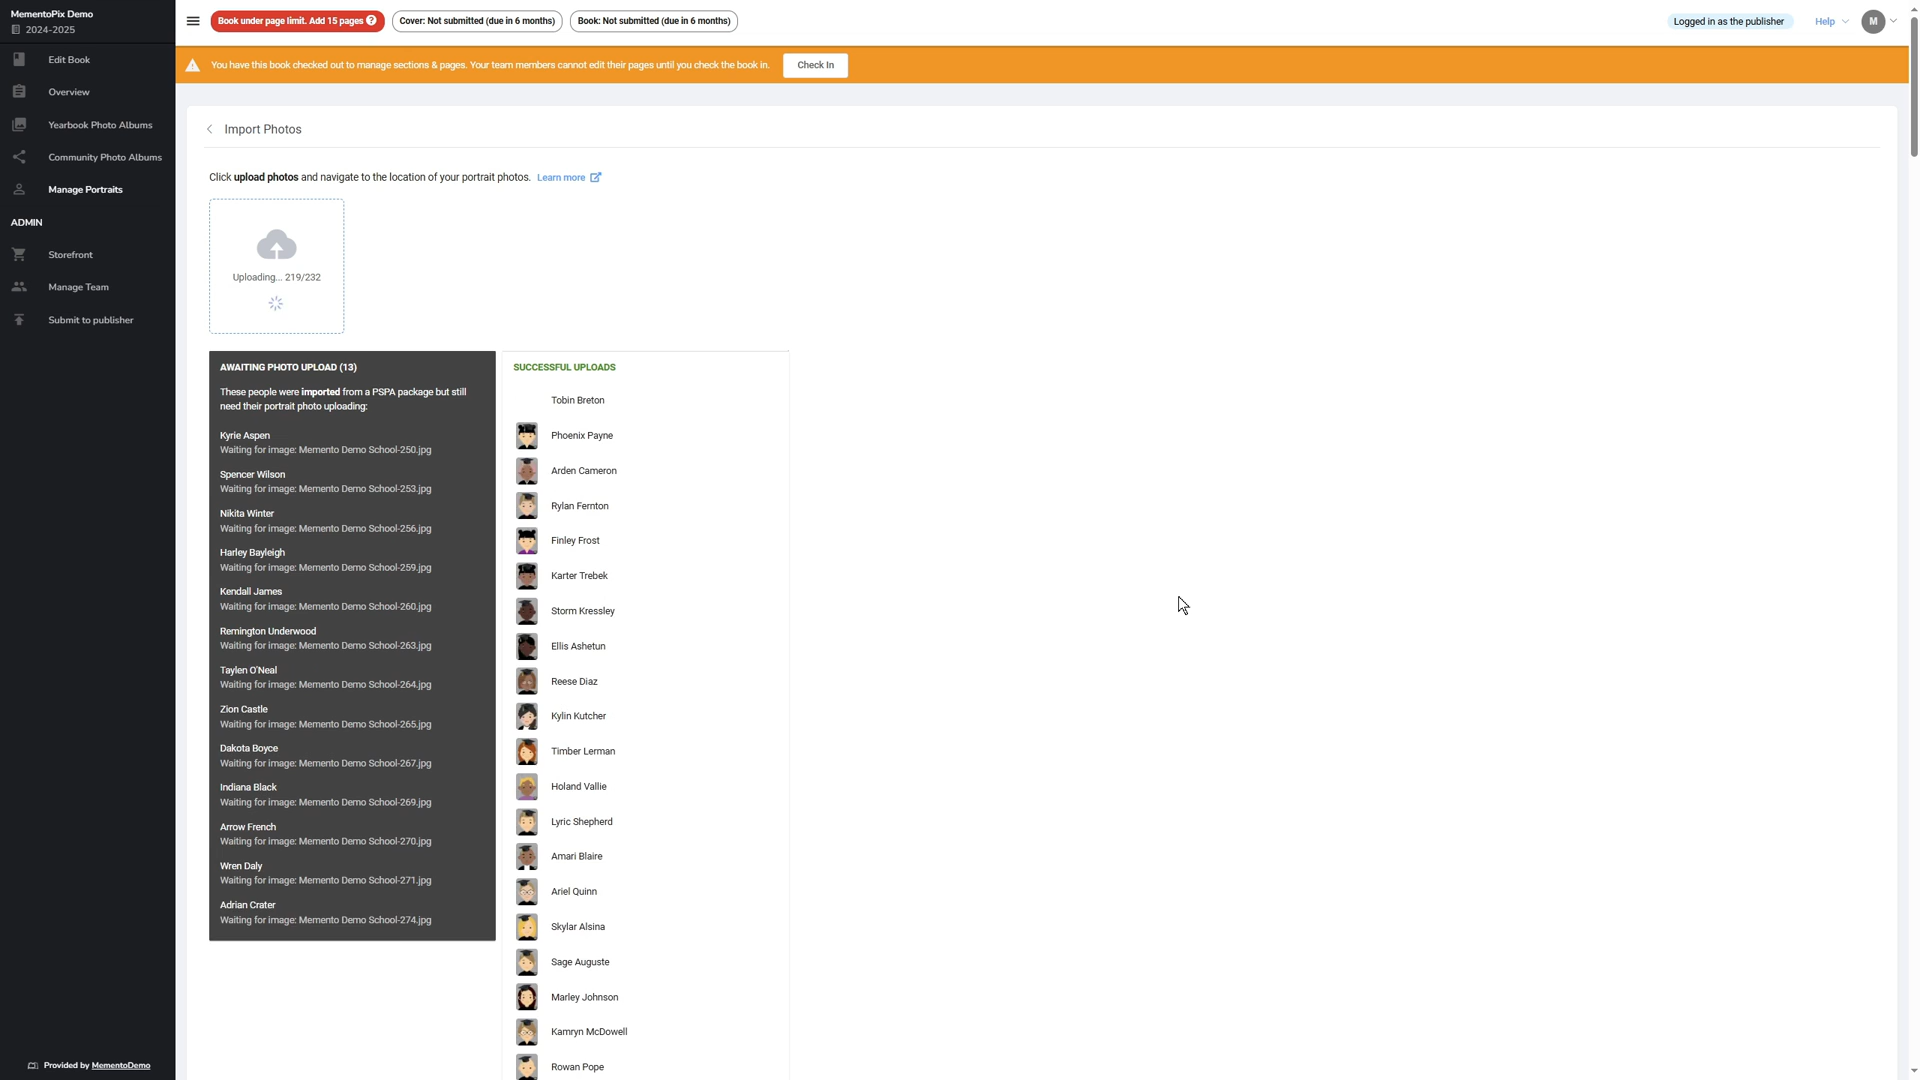 MementoPix Demo
2024-2025
Edit Book
Overview
Yearbook Photo Albums
Community Photo Albums
Manage Portraits
ADMIN
Storefront
Manage Team
Submit to publisher
Provided by MementoDemo
Book under page limit. Add 15 pages ?
Cover: Not submitted (due in 6 months)
Book: Not submitted (due in 6 months)
Logged in as the publisher
Help
M
You have this book checked out to manage sections & pages. Your team members cannot edit their pages until you check the book in.
Check In
Import Photos
Click upload photos and navigate to the location of your portrait photos. Learn more
Uploading... 219/232
AWAITING PHOTO UPLOAD (13)
These people were imported from a PSPA package but still
need their portrait photo uploading:
Kyrie Aspen
Waiting for image: Memento Demo School-250.jpg
Spencer Wilson
Waiting for image: Memento Demo School-253.jpg
Nikita Winter
Waiting for image: Memento Demo School-256.jpg
Harley Bayleigh
Waiting for image: Memento Demo School-259.jpg
Kendall James
Waiting for image: Memento Demo School-260.jpg
Remington Underwood
Waiting for image: Memento Demo School-263.jpg
Taylen O'Neal
Waiting for image: Memento Demo School-264.jpg
Zion Castle
Waiting for image: Memento Demo School-265.jpg
Dakota Boyce
Waiting for image: Memento Demo School-267.jpg
Indiana Black
Waiting for image: Memento Demo School-269.jpg
Arrow French
Waiting for image: Memento Demo School-270.jpg
Wren Daly
Waiting for image: Memento Demo School-271.jpg
Adrian Crater
Waiting for image: Memento Demo School-274.jpg
SUCCESSFUL UPLOADS
Tobin Breton
Phoenix Payne
Arden Cameron
Rylan Fernton
Finley Frost
Karter Trebek
Storm Kressley
Ellis Ashetun
Reese Diaz
Kylin Kutcher
Timber Lerman
Holand Vallie
Lyric Shepherd
Amari Blaire
Ariel Quinn
Skylar Alsina
Sage Auguste
Marley Johnson
Kamryn McDowell
Rowan Pope